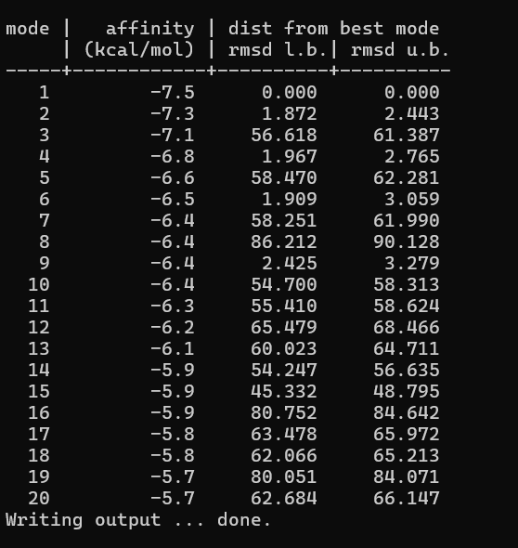 mode |   affinity | dist from best mode
     | (kcal/mol) | rmsd l.b.| rmsd u.b.
-----+------------+----------+----------
   1         -7.5      0.000      0.000
   2         -7.3      1.872      2.443
   3         -7.1     56.618     61.387
   4         -6.8      1.967      2.765
   5         -6.6     58.470     62.281
   6         -6.5      1.909      3.059
   7         -6.4     58.251     61.990
   8         -6.4     86.212     90.128
   9         -6.4      2.425      3.279
  10         -6.4     54.700     58.313
  11         -6.3     55.410     58.624
  12         -6.2     65.479     68.466
  13         -6.1     60.023     64.711
  14         -5.9     54.247     56.635
  15         -5.9     45.332     48.795
  16         -5.9     80.752     84.642
  17         -5.8     63.478     65.972
  18         -5.8     62.066     65.213
  19         -5.7     80.051     84.071
  20         -5.7     62.684     66.147
Writing output ... done.